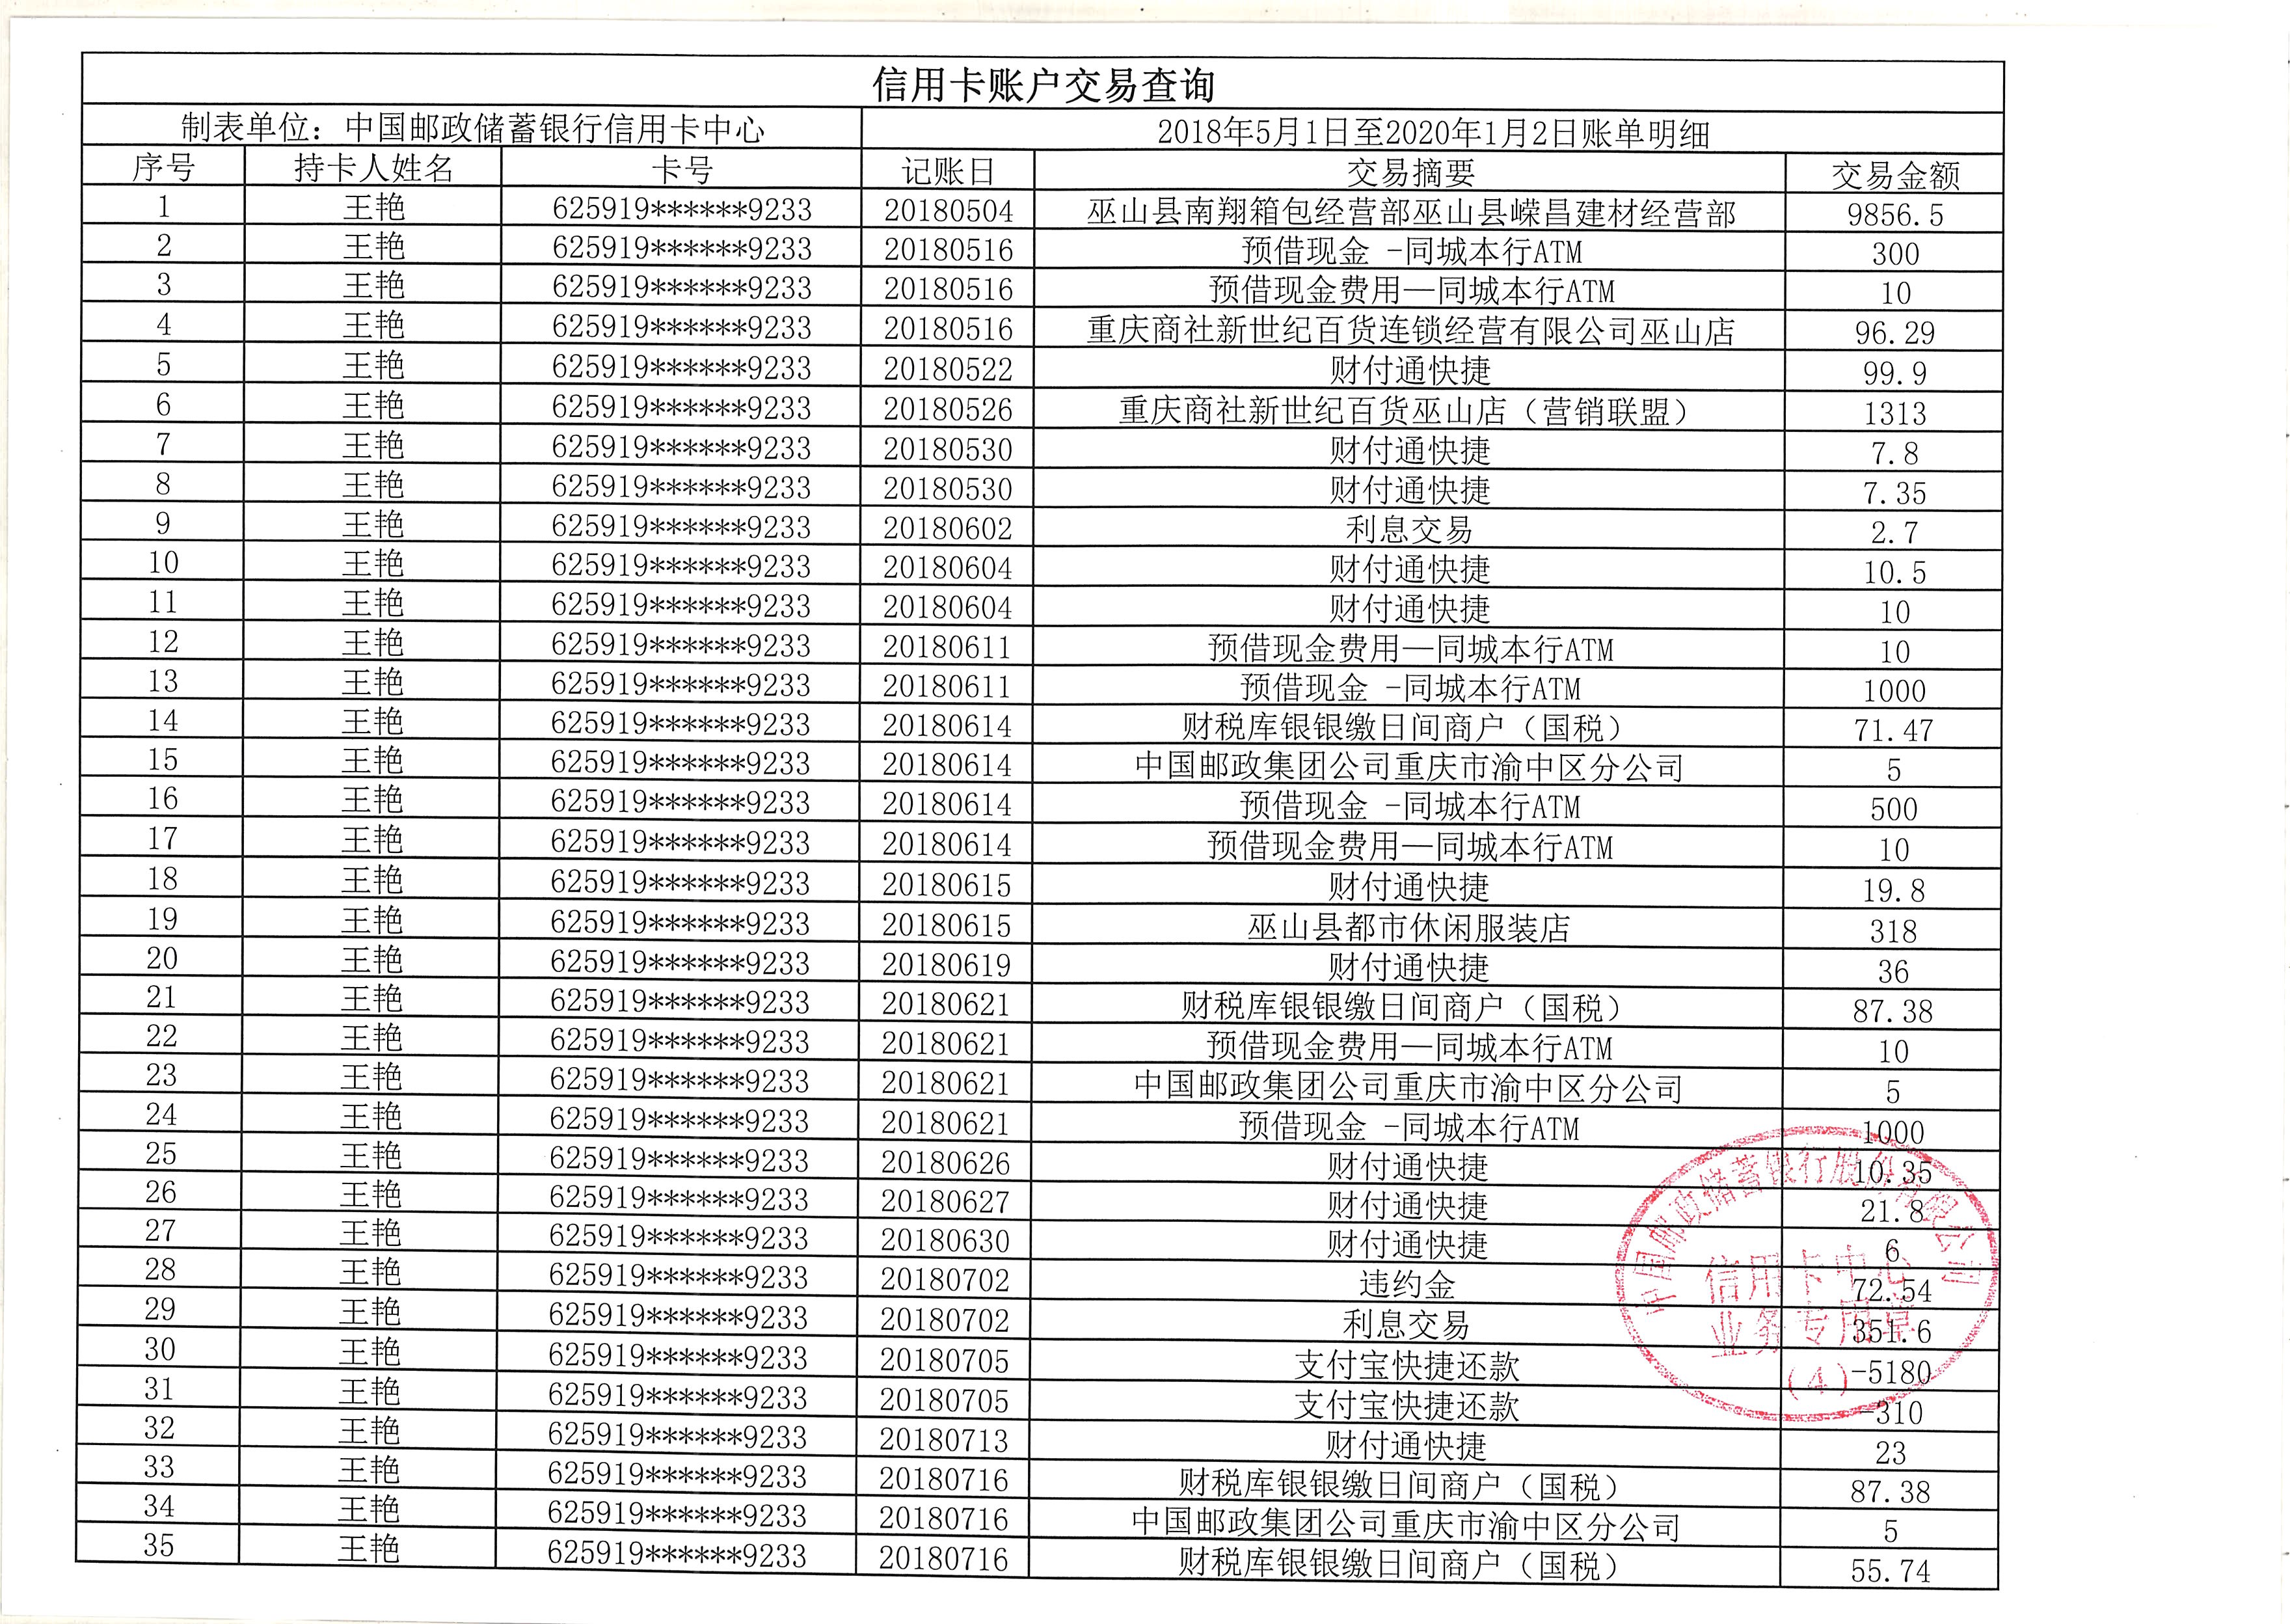 信用卡账户交易查询
制表单位：中国邮政储蓄银行信用卡中心 2018年5月1日至2020年1月2日账单明细
序号 持卡人姓名 卡号 记账日 交易摘要 交易金额
1 王艳 625919******9233 20180504 巫山县南翔箱包经营部巫山县嵘昌建材经营部 9856.5
2 王艳 625919******9233 20180516 预借现金 -同城本行ATM 300
3 王艳 625919******9233 20180516 预借现金费用—同城本行ATM 10
4 王艳 625919******9233 20180516 重庆商社新世纪百货连锁经营有限公司巫山店 96.29
5 王艳 625919******9233 20180522 财付通快捷 99.9
6 王艳 625919******9233 20180526 重庆商社新世纪百货巫山店（营销联盟） 1313
7 王艳 625919******9233 20180530 财付通快捷 7.8
8 王艳 625919******9233 20180530 财付通快捷 7.35
9 王艳 625919******9233 20180602 利息交易 2.7
10 王艳 625919******9233 20180604 财付通快捷 10.5
11 王艳 625919******9233 20180604 财付通快捷 10
12 王艳 625919******9233 20180611 预借现金费用—同城本行ATM 10
13 王艳 625919******9233 20180611 预借现金 -同城本行ATM 1000
14 王艳 625919******9233 20180614 财税库银银缴日间商户（国税） 71.47
15 王艳 625919******9233 20180614 中国邮政集团公司重庆市渝中区分公司 5
16 王艳 625919******9233 20180614 预借现金 -同城本行ATM 500
17 王艳 625919******9233 20180614 预借现金费用—同城本行ATM 10
18 王艳 625919******9233 20180615 财付通快捷 19.8
19 王艳 625919******9233 20180615 巫山县都市休闲服装店 318
20 王艳 625919******9233 20180619 财付通快捷 36
21 王艳 625919******9233 20180621 财税库银银缴日间商户（国税） 87.38
22 王艳 625919******9233 20180621 预借现金费用—同城本行ATM 10
23 王艳 625919******9233 20180621 中国邮政集团公司重庆市渝中区分公司 5
24 王艳 625919******9233 20180621 预借现金 -同城本行ATM 1000
25 王艳 625919******9233 20180626 财付通快捷 10.35
26 王艳 625919******9233 20180627 财付通快捷 21.8
27 王艳 625919******9233 20180630 财付通快捷 6
28 王艳 625919******9233 20180702 违约金 72.54
29 王艳 625919******9233 20180702 利息交易 351.6
30 王艳 625919******9233 20180705 支付宝快捷还款 -5180
31 王艳 625919******9233 20180705 支付宝快捷还款 -310
32 王艳 625919******9233 20180713 财付通快捷 23
33 王艳 625919******9233 20180716 财税库银银缴日间商户（国税） 87.38
34 王艳 625919******9233 20180716 中国邮政集团公司重庆市渝中区分公司 5
35 王艳 625919******9233 20180716 财税库银银缴日间商户（国税） 55.74
中国邮政储蓄银行股份有限公司
信用卡中心
业务专用章
(4)